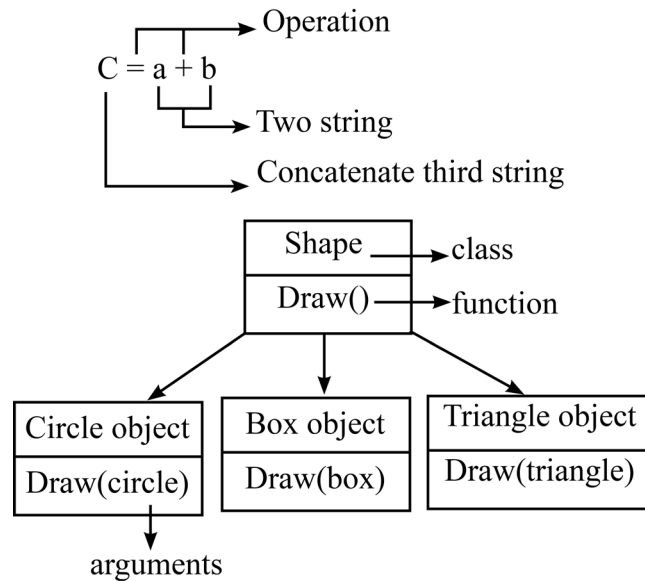 Operation
C = a + b
Two string
Concatenate third string
Shape
class
Draw()
function
Circle object
Box object
Triangle object
Draw(circle)
Draw(box)
Draw(triangle)
arguments